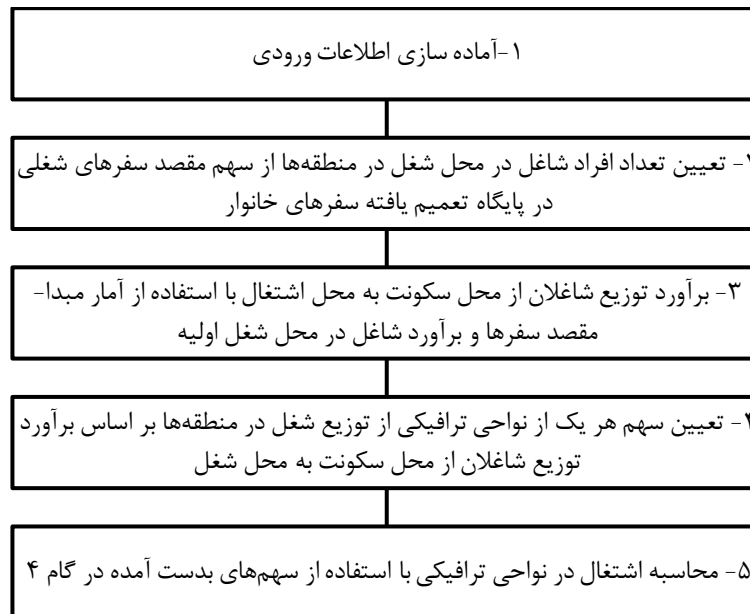 ۱-آماده سازی اطلاعات ورودی
۲- تعیین تعداد افراد شاغل در محل شغل در منطقه‌ها از سهم مقصد سفرهای شغلی
در پایگاه تعمیم یافته سفرهای خانوار
۳- برآورد توزیع شاغلان از محل سکونت به محل اشتغال با استفاده از آمار مبدا-
مقصد سفرها و برآورد شاغل در محل شغل اولیه
۴- تعیین سهم هر یک از نواحی ترافیکی از توزیع شغل در منطقه‌ها بر اساس برآورد
توزیع شاغلان از محل سکونت به محل شغل
۵- محاسبه اشتغال در نواحی ترافیکی با استفاده از سهم‌های بدست آمده در گام ۴